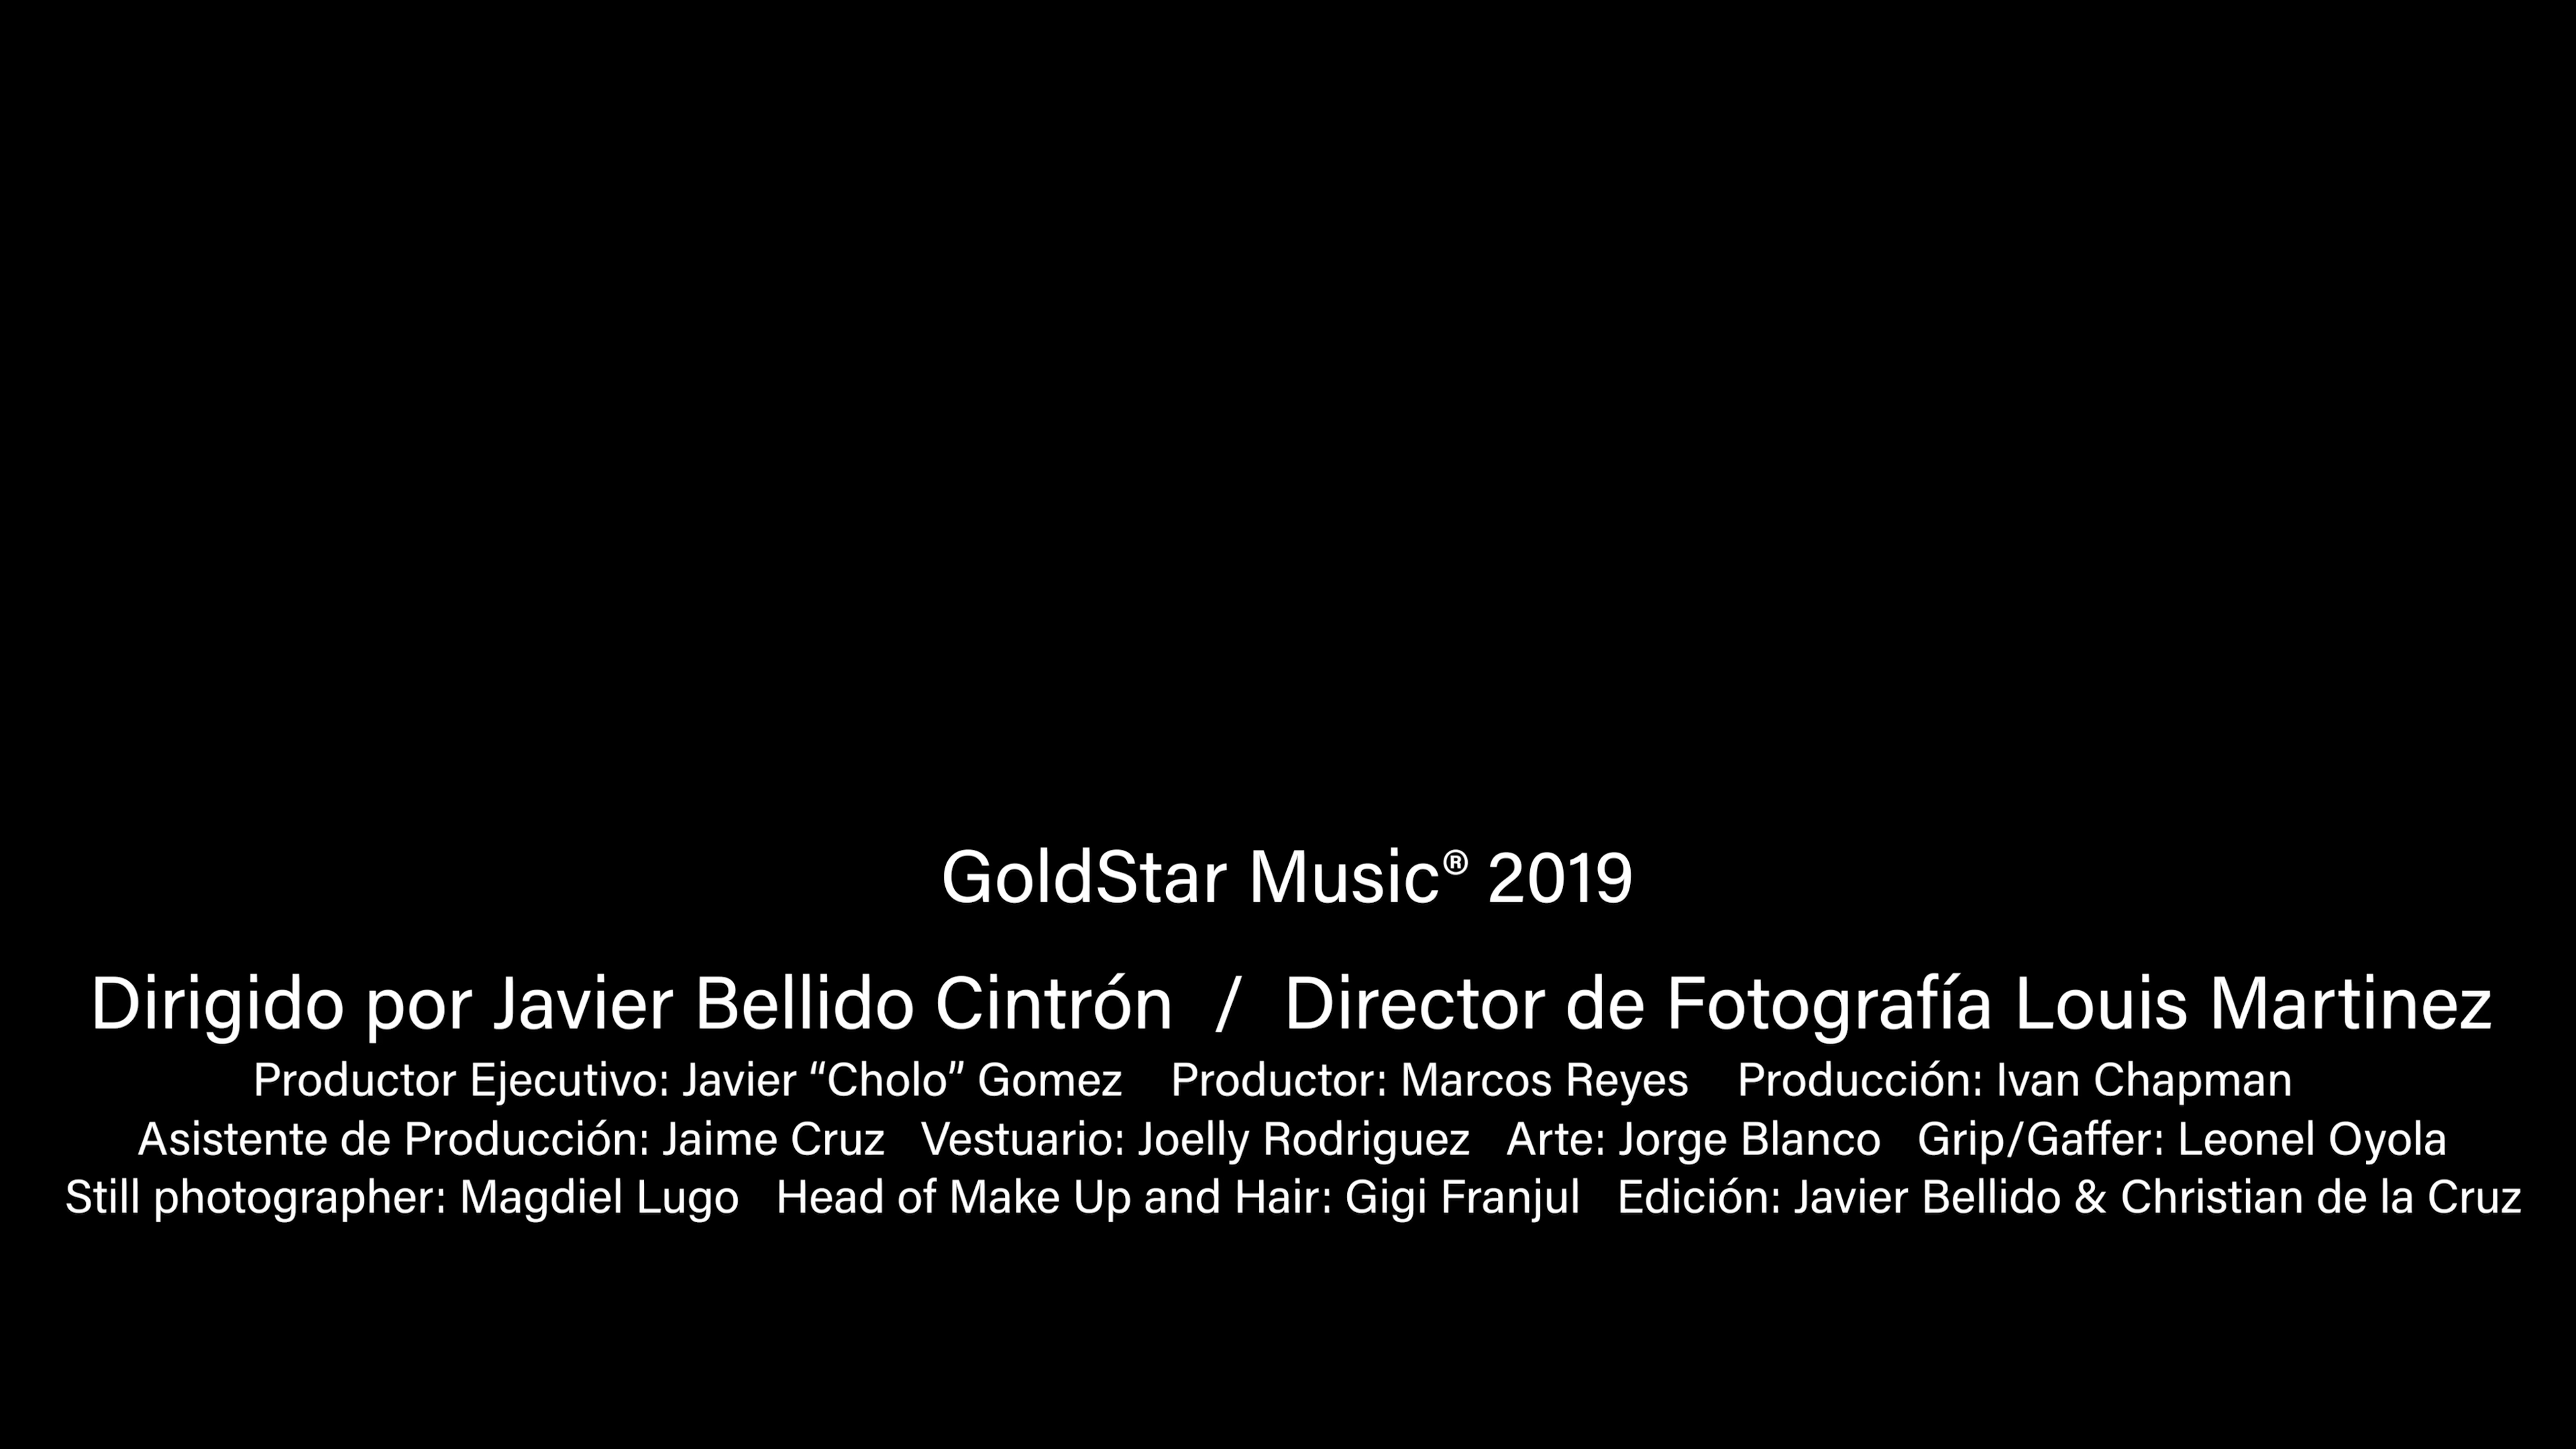 GoldStar Music® 2019
Dirigido por Javier Bellido Cintrón / Director de Fotografía Louis Martinez
Productor Ejecutivo: Javier “Cholo” Gomez Productor: Marcos Reyes Producción: Ivan Chapman
Asistente de Producción: Jaime Cruz Vestuario: Joelly Rodriguez Arte: Jorge Blanco Grip/Gaffer: Leonel Oyola
Still photographer: Magdiel Lugo Head of Make Up and Hair: Gigi Franjul Edición: Javier Bellido & Christian de la Cruz